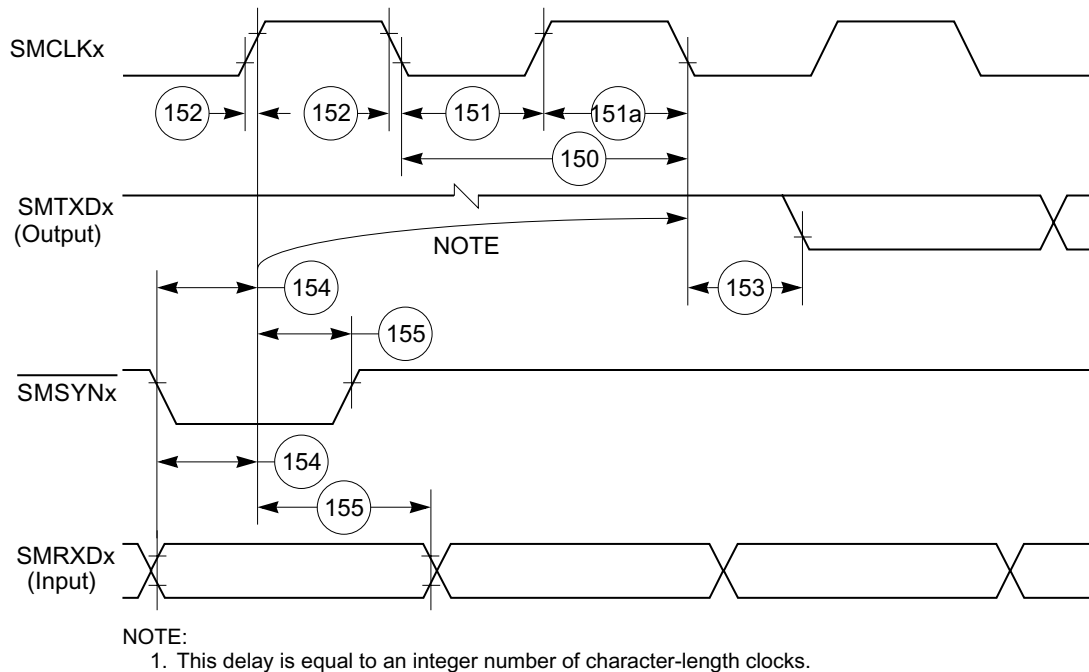 SMCLKx
152
152
151
151a
150
SMTXDx
(Output)
NOTE
153
154
155
SMSYNx
154
155
SMRXDx
(Input)
NOTE:
1. This delay is equal to an integer number of character-length clocks.